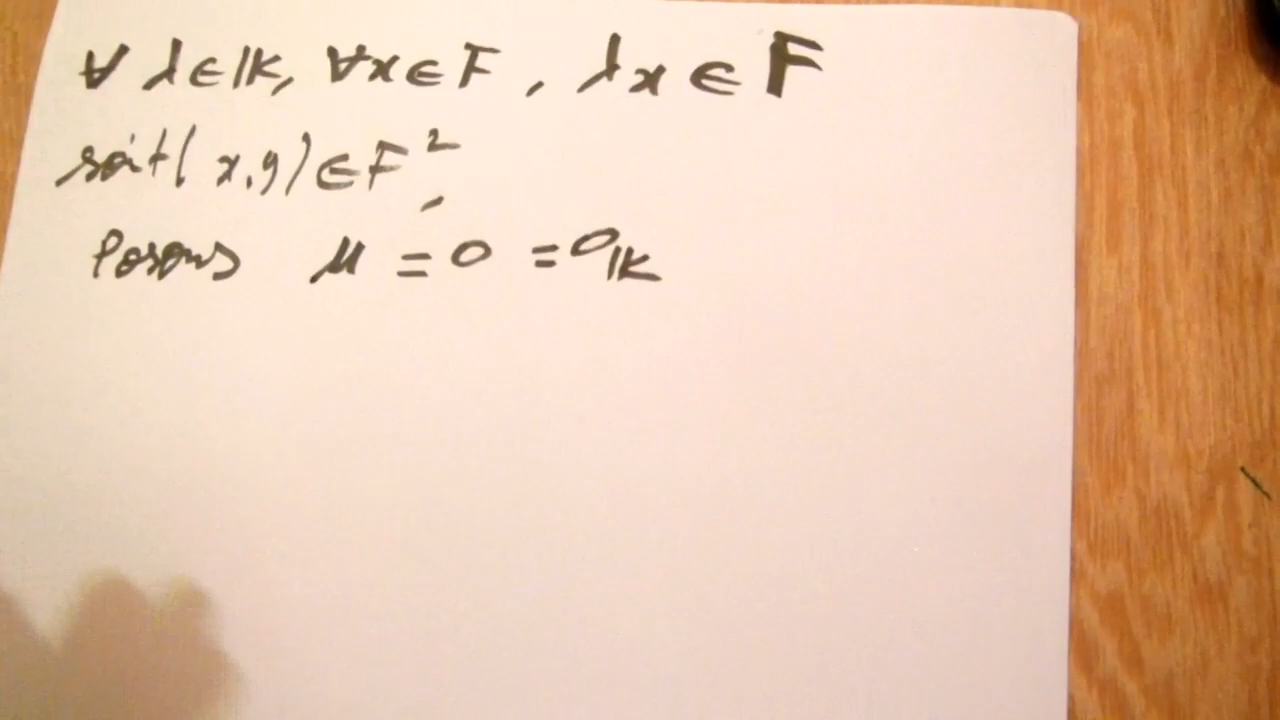 ∀ λ ∈ 𝕂, ∀x ∈ F, λx ∈ F
soit (x,y) ∈ F²,
Posons μ = 0 = 0𝕂